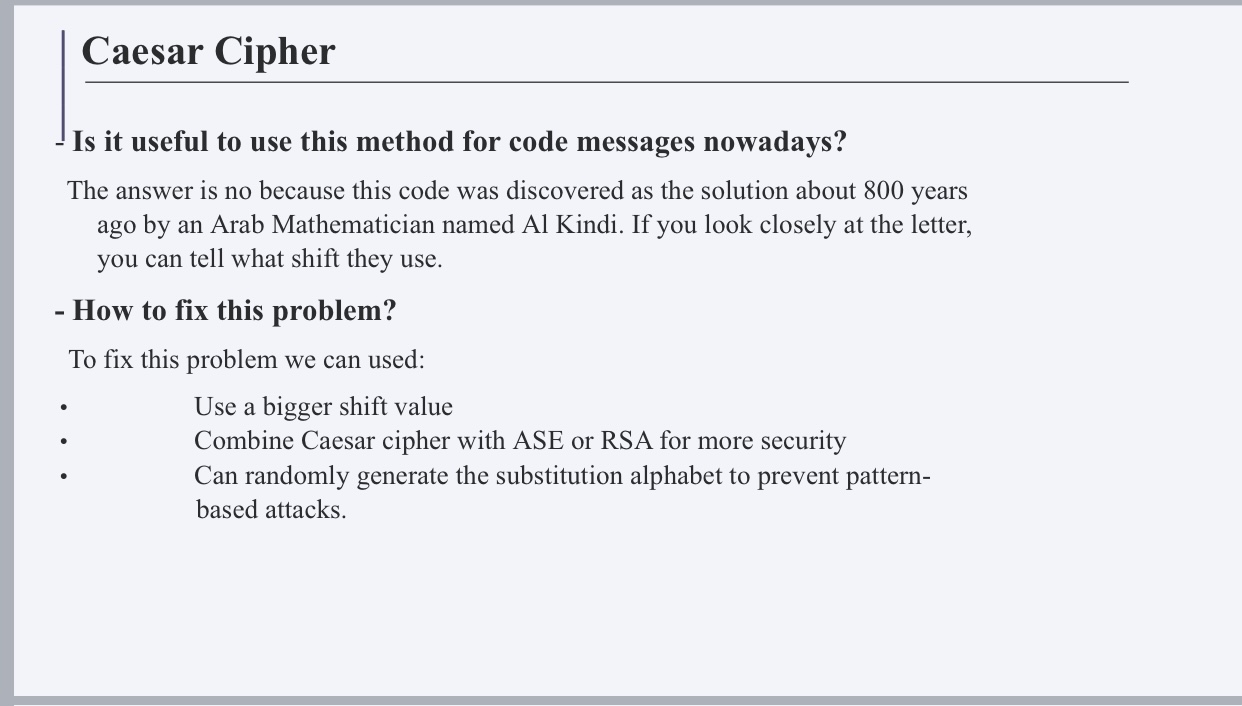 Caesar Cipher
- Is it useful to use this method for code messages nowadays?
The answer is no because this code was discovered as the solution about 800 years
ago by an Arab Mathematician named Al Kindi. If you look closely at the letter,
you can tell what shift they use.
- How to fix this problem?
To fix this problem we can used:
• Use a bigger shift value
• Combine Caesar cipher with ASE or RSA for more security
• Can randomly generate the substitution alphabet to prevent pattern-
based attacks.